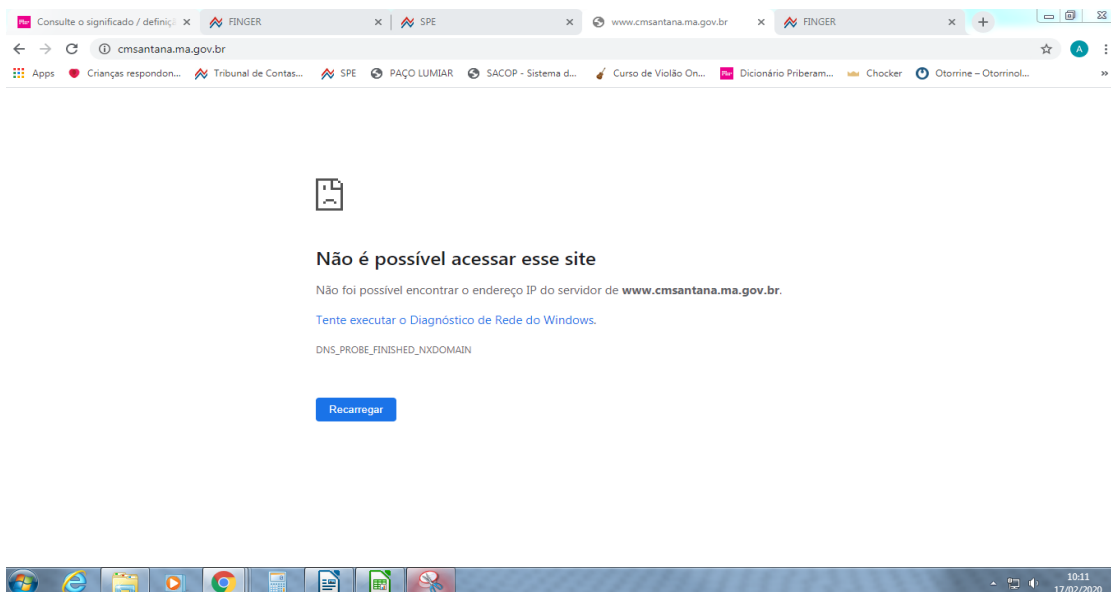 Consulte o significado / definiç
FINGER
SPE
www.cmsantana.ma.gov.br
FINGER
cmsantana.ma.gov.br
A
Apps
Crianças respondon...
Tribunal de Contas...
SPE
PAÇO LUMIAR
SACOP - Sistema d...
Curso de Violão On...
Dicionário Priberam...
Chocker
Otorrine – Otorrinol...
»
Não é possível acessar esse site
Não foi possível encontrar o endereço IP do servidor de www.cmsantana.ma.gov.br.
Tente executar o Diagnóstico de Rede do Windows.
DNS_PROBE_FINISHED_NXDOMAIN
Recarregar
10:11
17/02/2020